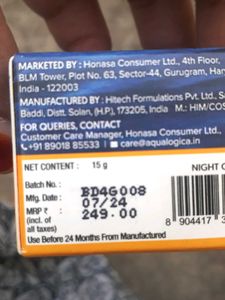 MARKETED BY : Honasa Consumer Ltd., 4th Floor,
BLM Tower, Plot No. 63, Sector-44, Gurugram, Har
India - 122003
MANUFACTURED BY : Hitech Formulations Pvt. Ltd., S
Baddi, Distt. Solan, (H.P.), 173205, India M.: HIM/COS
FOR QUERIES, CONTACT
Customer Care Manager, Honasa Consumer Ltd.,
+91 89018 85533 | care@aqualogica.in
NET CONTENT : 15 g
NIGHT
Batch No. : BD4G008
Mfg. Date : 07/24
MRP ₹ : 249.00
(incl. of
all taxes)
8 904417 3
Use Before 24 Months From Manufactured